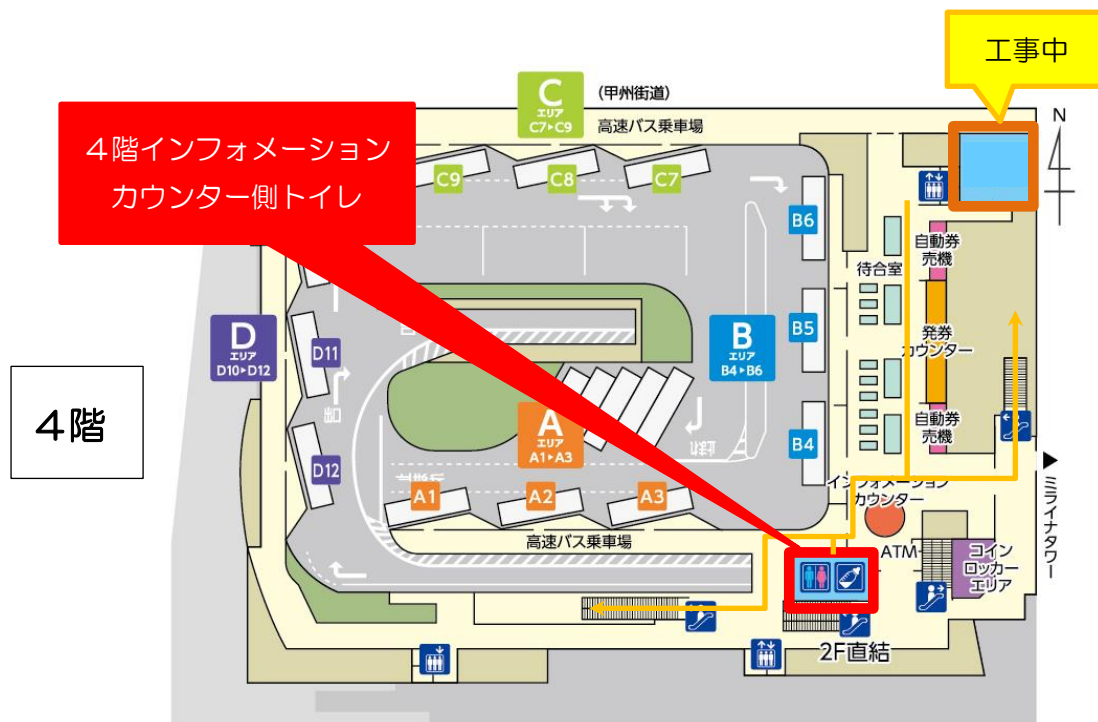 工事中
C
エリア
C7▶C9
(甲州街道)
高速バス乗車場
N
4階インフォメーション
カウンター側トイレ
C9
C8
C7
B6
自動券
売機
待合室
D
エリア
D10▶D12
D11
B
エリア
B4▶B6
B5
発券
カウンター
4階
出口
A
エリア
A1▶A3
自動券
売機
B4
D12
ミライナタワー
A1
A2
A3
インフォメーション
カウンター
高速バス乗車場
ATM
コイン
ロッカー
エリア
2F直結